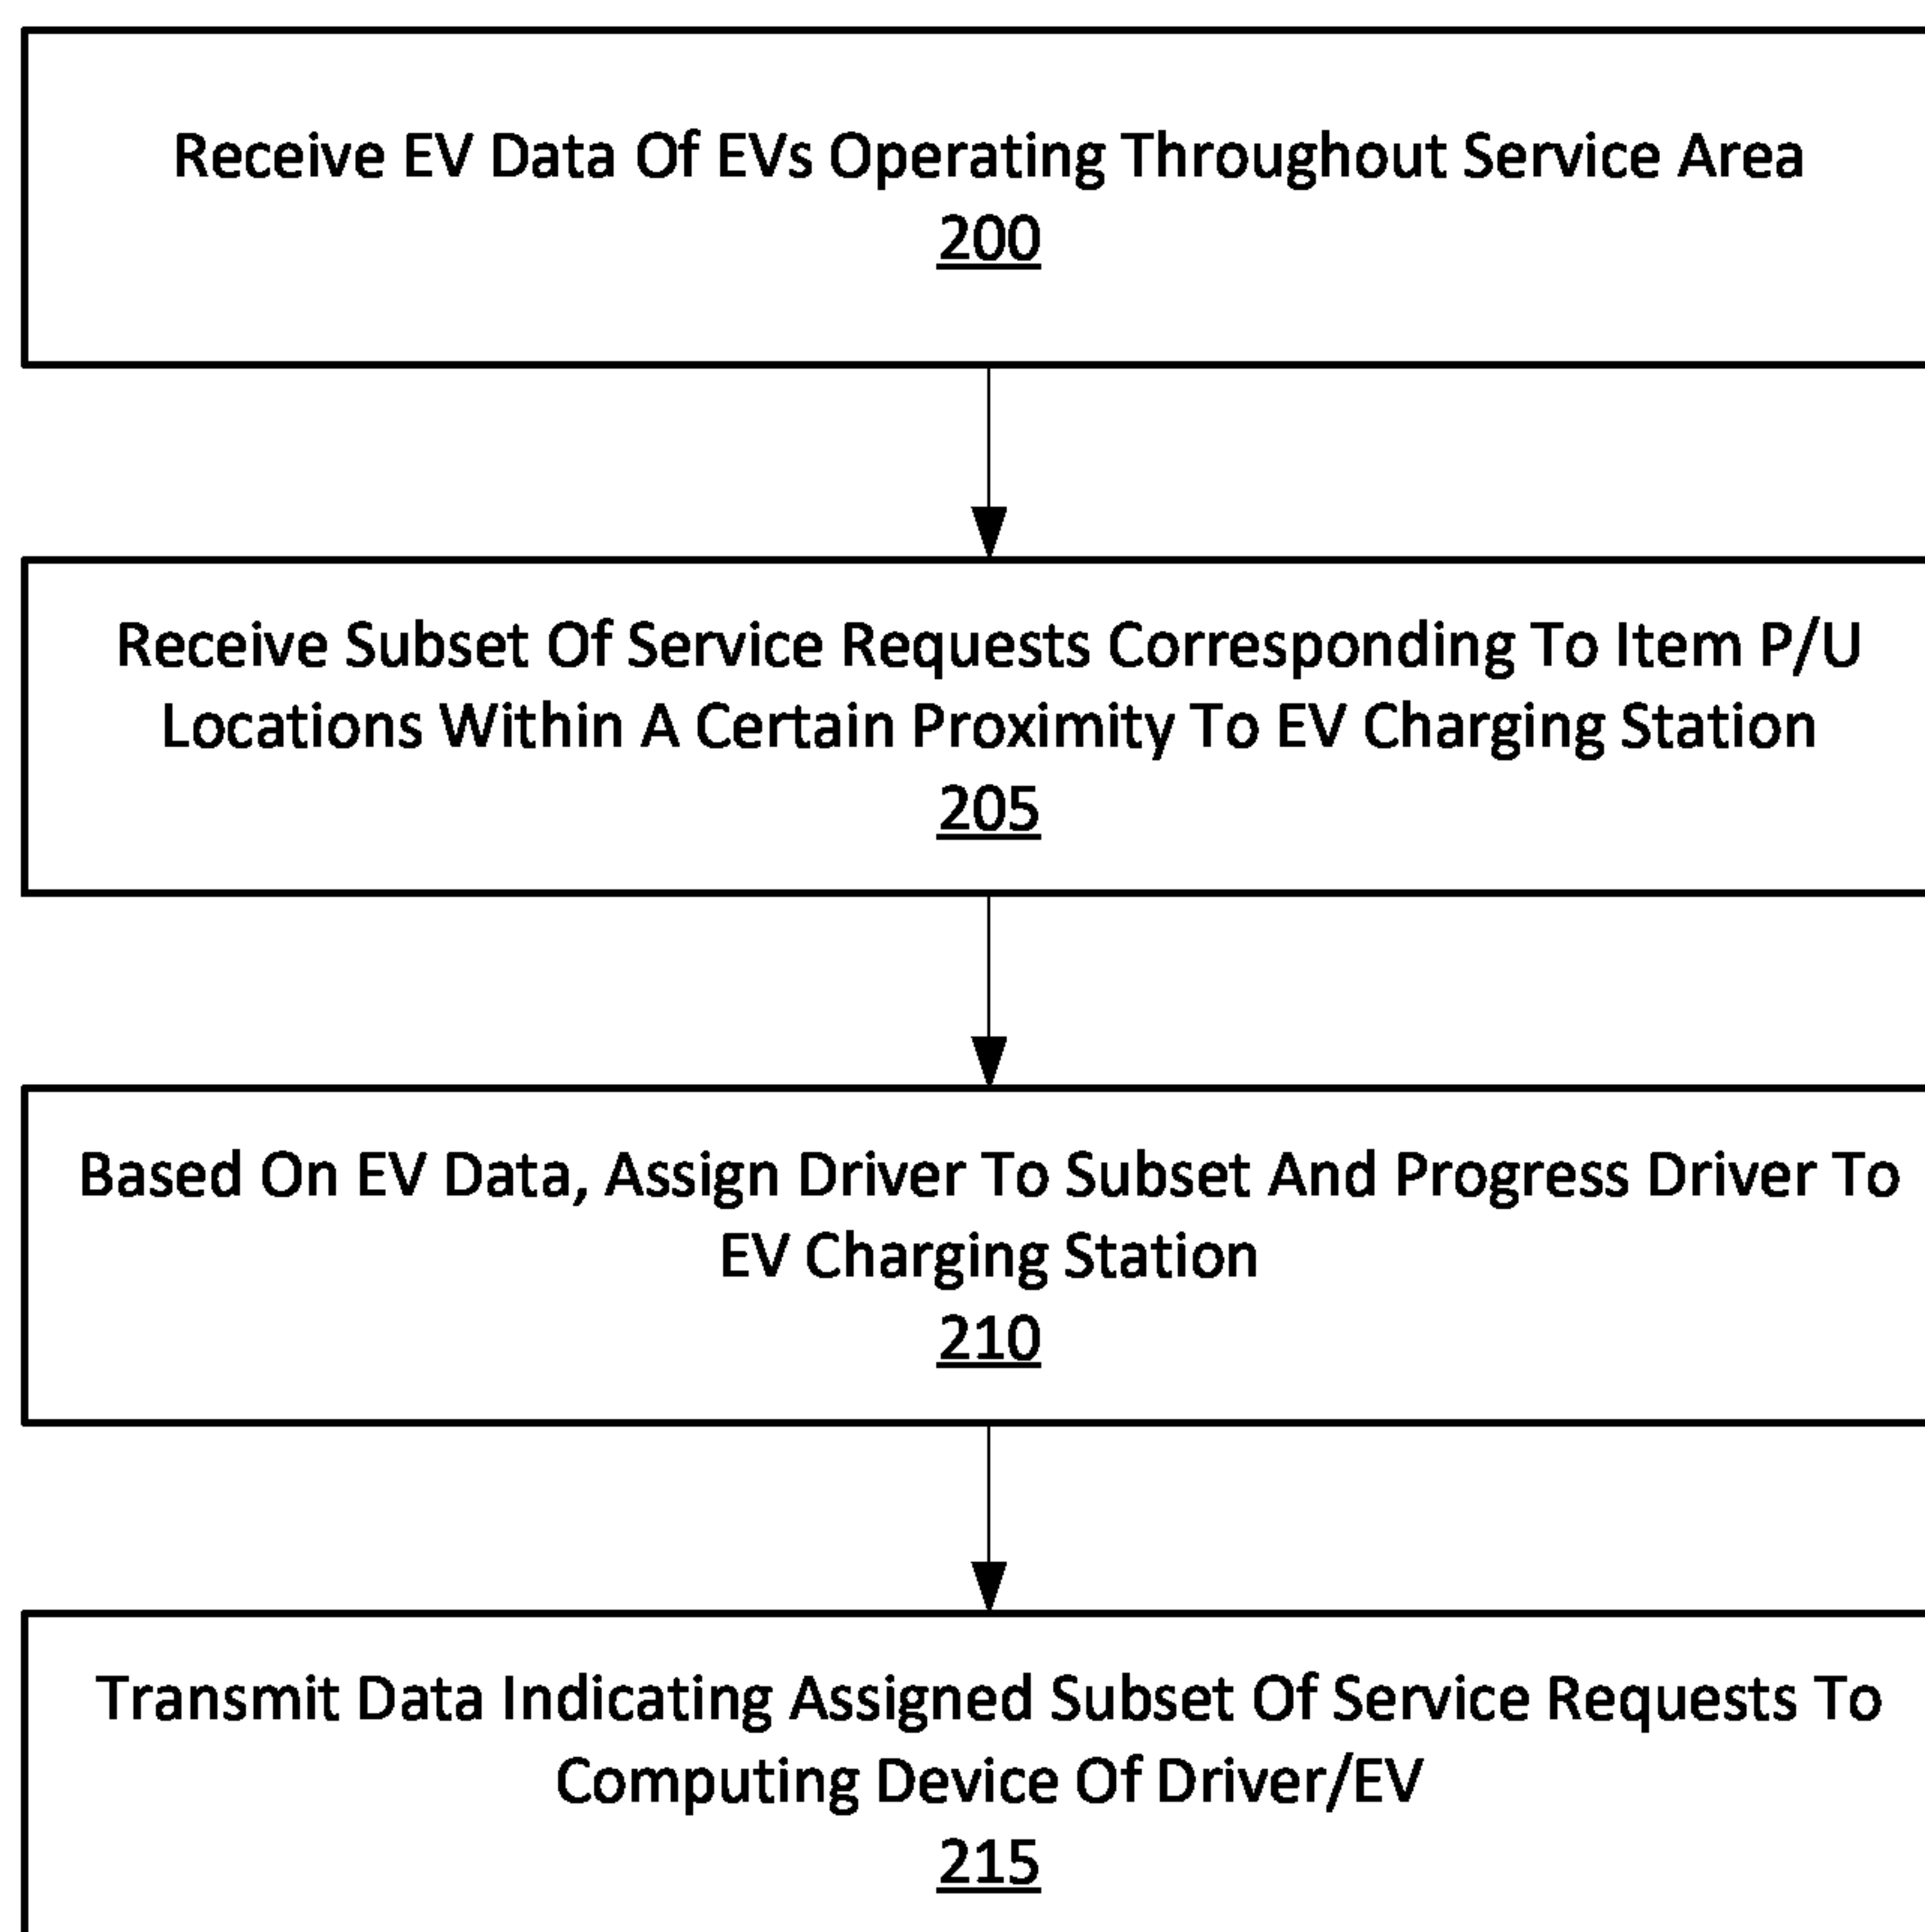 Receive EV Data Of EVs Operating Throughout Service Area
200
Receive Subset Of Service Requests Corresponding To Item P/U
Locations Within A Certain Proximity To EV Charging Station
205
Based On EV Data, Assign Driver To Subset And Progress Driver To
EV Charging Station
210
Transmit Data Indicating Assigned Subset Of Service Requests To
Computing Device Of Driver/EV
215